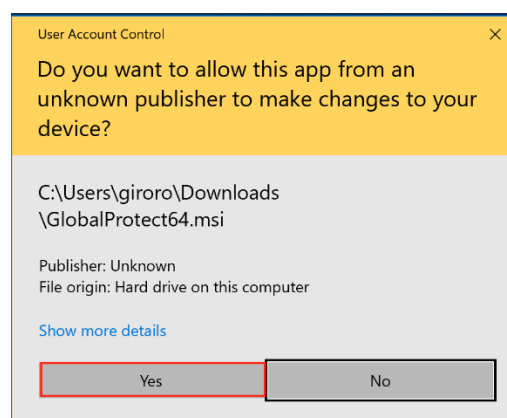 User Account Control
Do you want to allow this app from an
unknown publisher to make changes to your
device?
C:\Users\giroro\Downloads
\GlobalProtect64.msi
Publisher: Unknown
File origin: Hard drive on this computer
Show more details
Yes
No